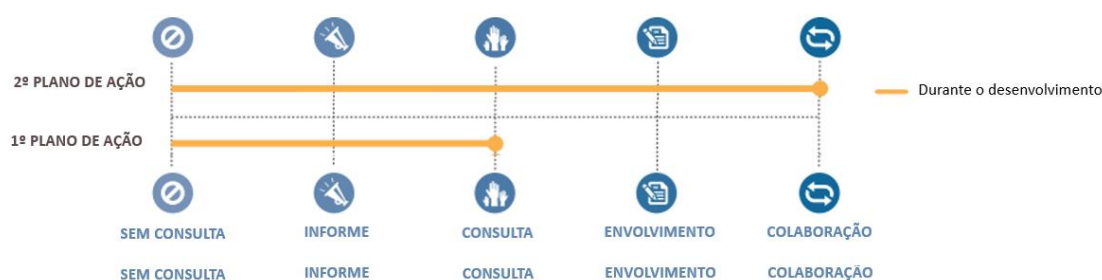 2º PLANO DE AÇÃO
Durante o desenvolvimento
1º PLANO DE AÇÃO
SEM CONSULTA INFORME CONSULTA ENVOLVIMENTO COLABORAÇÃO
SEM CONSULTA INFORME CONSULTA ENVOLVIMENTO COLABORAÇÃO